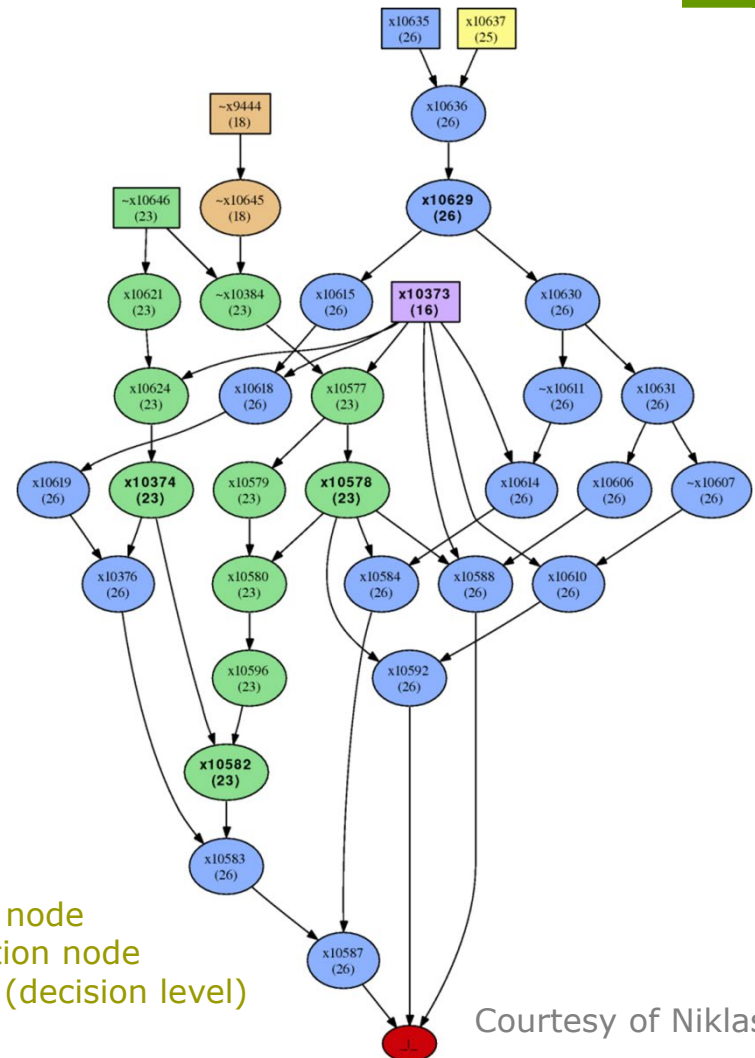 x10635
(26)
x10637
(25)
~x9444
(18)
x10636
(26)
~x10646
(23)
~x10645
(18)
x10629
(26)
x10621
(23)
~x10384
(23)
x10615
(26)
x10373
(16)
x10630
(26)
x10624
(23)
x10618
(26)
x10577
(23)
~x10611
(26)
x10631
(26)
x10619
(26)
x10374
(23)
x10579
(23)
x10578
(23)
x10614
(26)
x10606
(26)
~x10607
(26)
x10376
(26)
x10580
(23)
x10584
(26)
x10588
(26)
x10610
(26)
x10596
(23)
x10592
(26)
x10582
(23)
x10583
(26)
node
tion node
x10587
(26)
(decision level)
Courtesy of Niklas
⊥